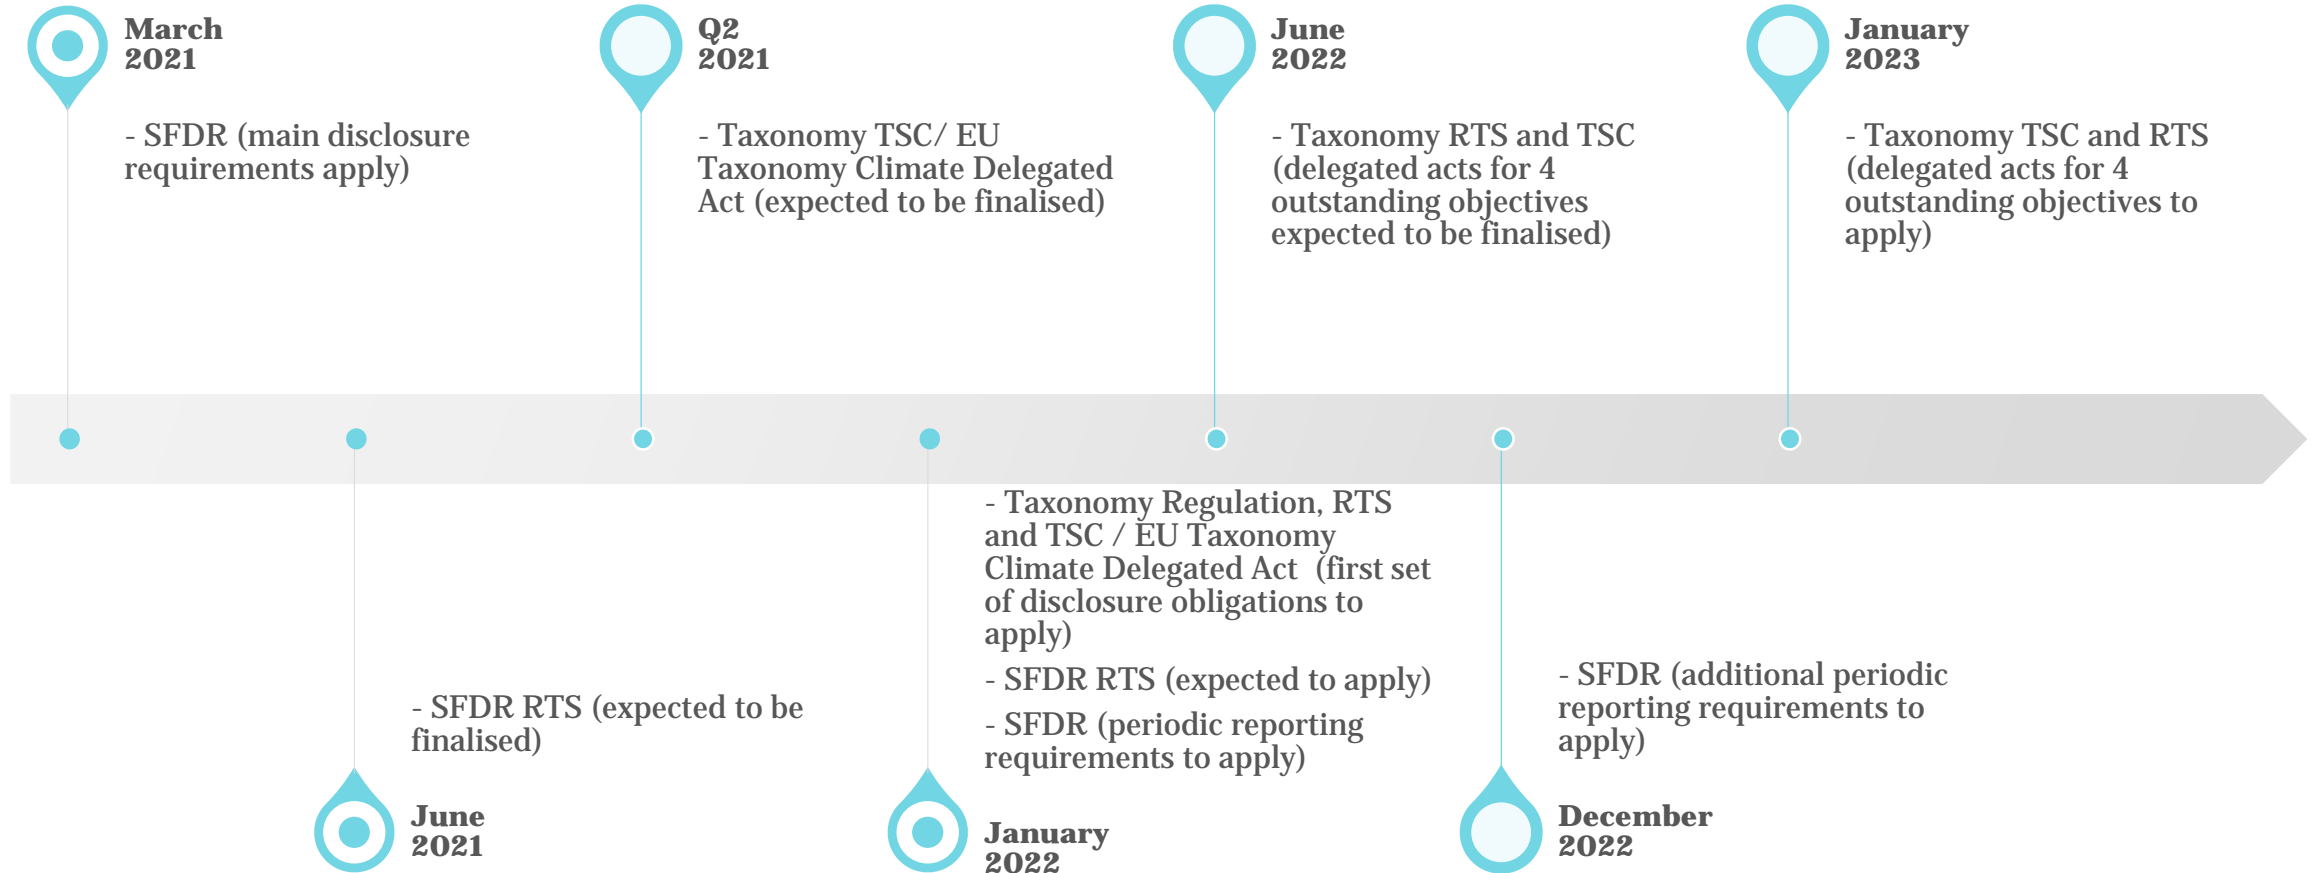 March
2021
- SFDR (main disclosure
requirements apply)
Q2
2021
- Taxonomy TSC/ EU
Taxonomy Climate Delegated
Act (expected to be finalised)
June
2022
- Taxonomy RTS and TSC
(delegated acts for 4
outstanding objectives
expected to be finalised)
January
2023
- Taxonomy TSC and RTS
(delegated acts for 4
outstanding objectives to
apply)
- SFDR RTS (expected to be
finalised)
June
2021
- Taxonomy Regulation, RTS
and TSC / EU Taxonomy
Climate Delegated Act  (first set
of disclosure obligations to
apply)
- SFDR RTS (expected to apply)
- SFDR (periodic reporting
requirements to apply)
January
2022
- SFDR (additional periodic
reporting requirements to
apply)
December
2022